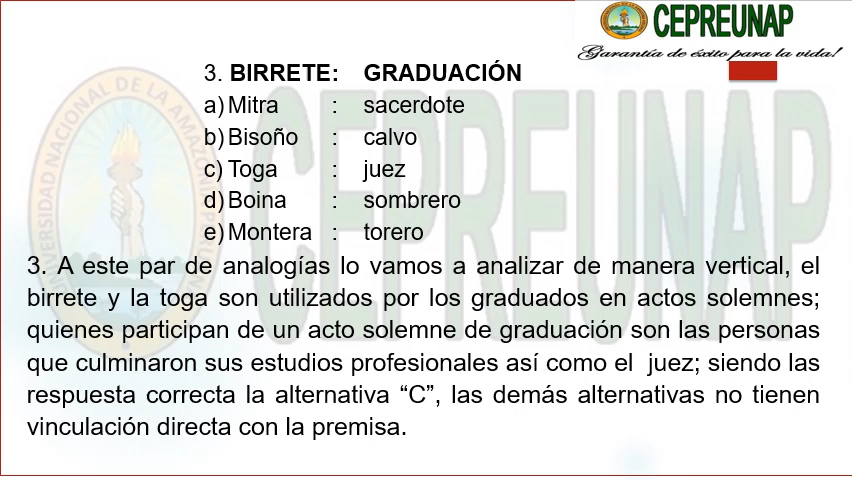 CEPREUNAP
Garantía de éxito para la vida!
3. BIRRETE: GRADUACIÓN
a) Mitra : sacerdote
b) Bisoño : calvo
c) Toga : juez
d) Boina : sombrero
e) Montera : torero
3. A este par de analogías lo vamos a analizar de manera vertical, el
birrete y la toga son utilizados por los graduados en actos solemnes;
quienes participan de un acto solemne de graduación son las personas
que culminaron sus estudios profesionales así como el juez; siendo las
respuesta correcta la alternativa “C”, las demás alternativas no tienen
vinculación directa con la premisa.
CEPREUNAP